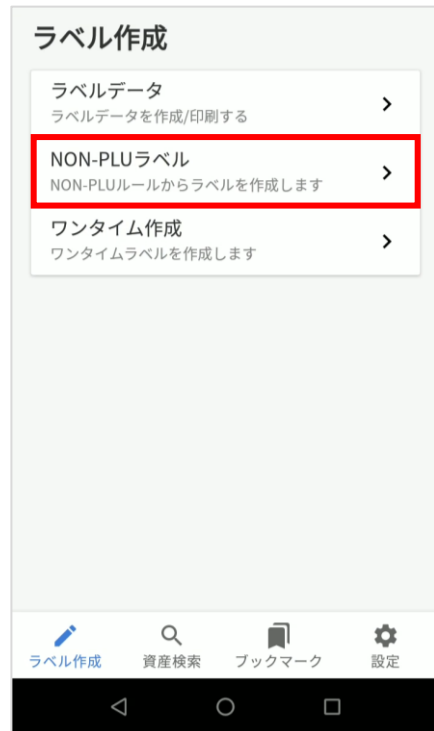 ラベル作成
ラベルデータ
ラベルデータを作成/印刷する
NON-PLUラベル
NON-PLUルールからラベルを作成します
ワンタイム作成
ワンタイムラベルを作成します
ラベル作成 資産検索 ブックマーク 設定